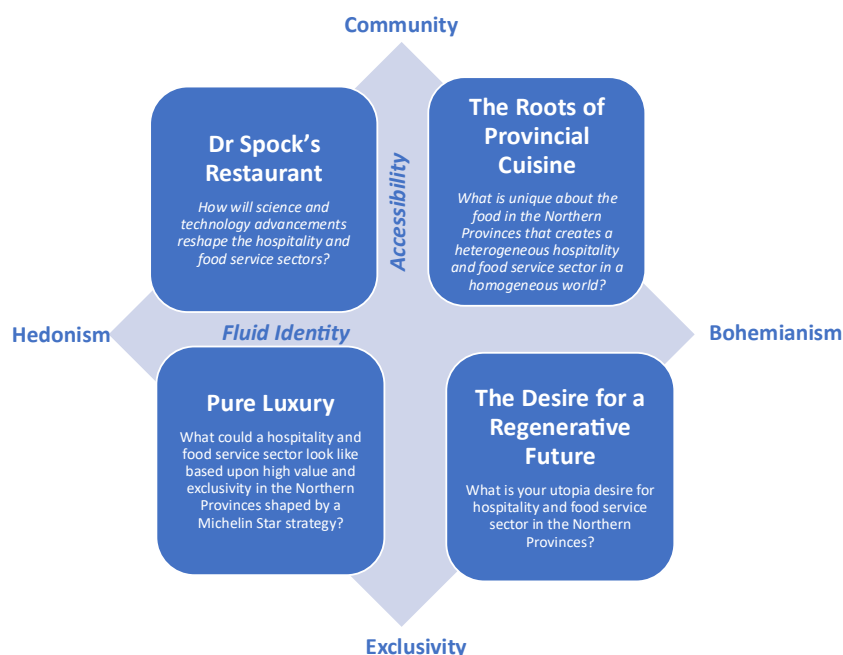 Community
Dr Spock's
Restaurant
How will science and
technology advancements
reshape the hospitality and
food service sectors?
Accessibility
The Roots of
Provincial
Cuisine
What is unique about the
food in the Northern
Provinces that creates a
heterogeneous hospitality
and food service sector in a
homogeneous world?
Hedonism
Fluid Identity
Bohemianism
Pure Luxury
What could a hospitality and
food service sector look like
based upon high value and
exclusivity in the Northern
Provinces shaped by a
Michelin Star strategy?
The Desire for a
Regenerative
Future
What is your utopia desire for
hospitality and food service
sector in the Northern
Provinces?
Exclusivity